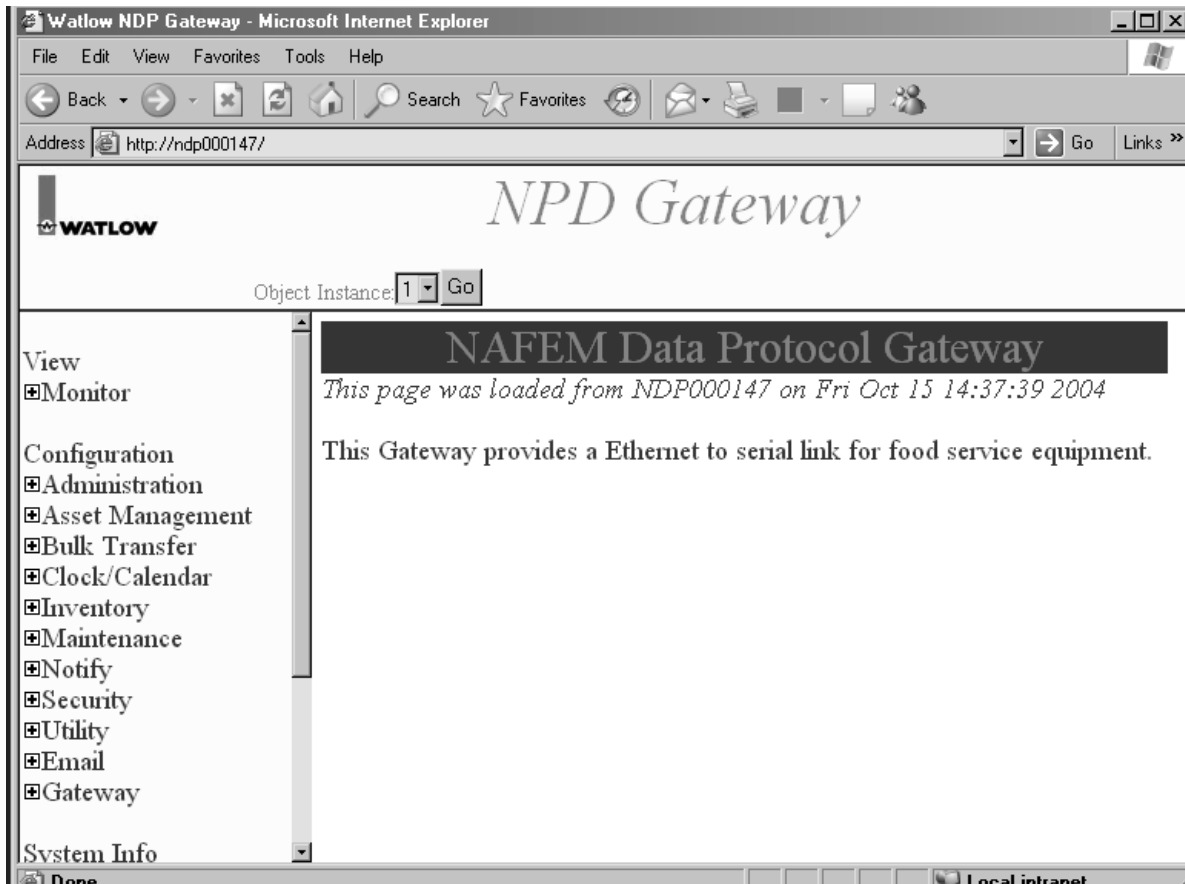 Watlow NDP Gateway - Microsoft Internet Explorer
File Edit View Favorites Tools Help
Back Search Favorites
Address http://ndp000147/ Go Links »
WATLOW
NPD Gateway
Object Instance: 1 Go
View
Monitor
Configuration
Administration
Asset Management
Bulk Transfer
Clock/Calendar
Inventory
Maintenance
Notify
Security
Utility
Email
Gateway
System Info
NAFEM Data Protocol Gateway
This page was loaded from NDP000147 on Fri Oct 15 14:37:39 2004
This Gateway provides a Ethernet to serial link for food service equipment.
Done Local intranet